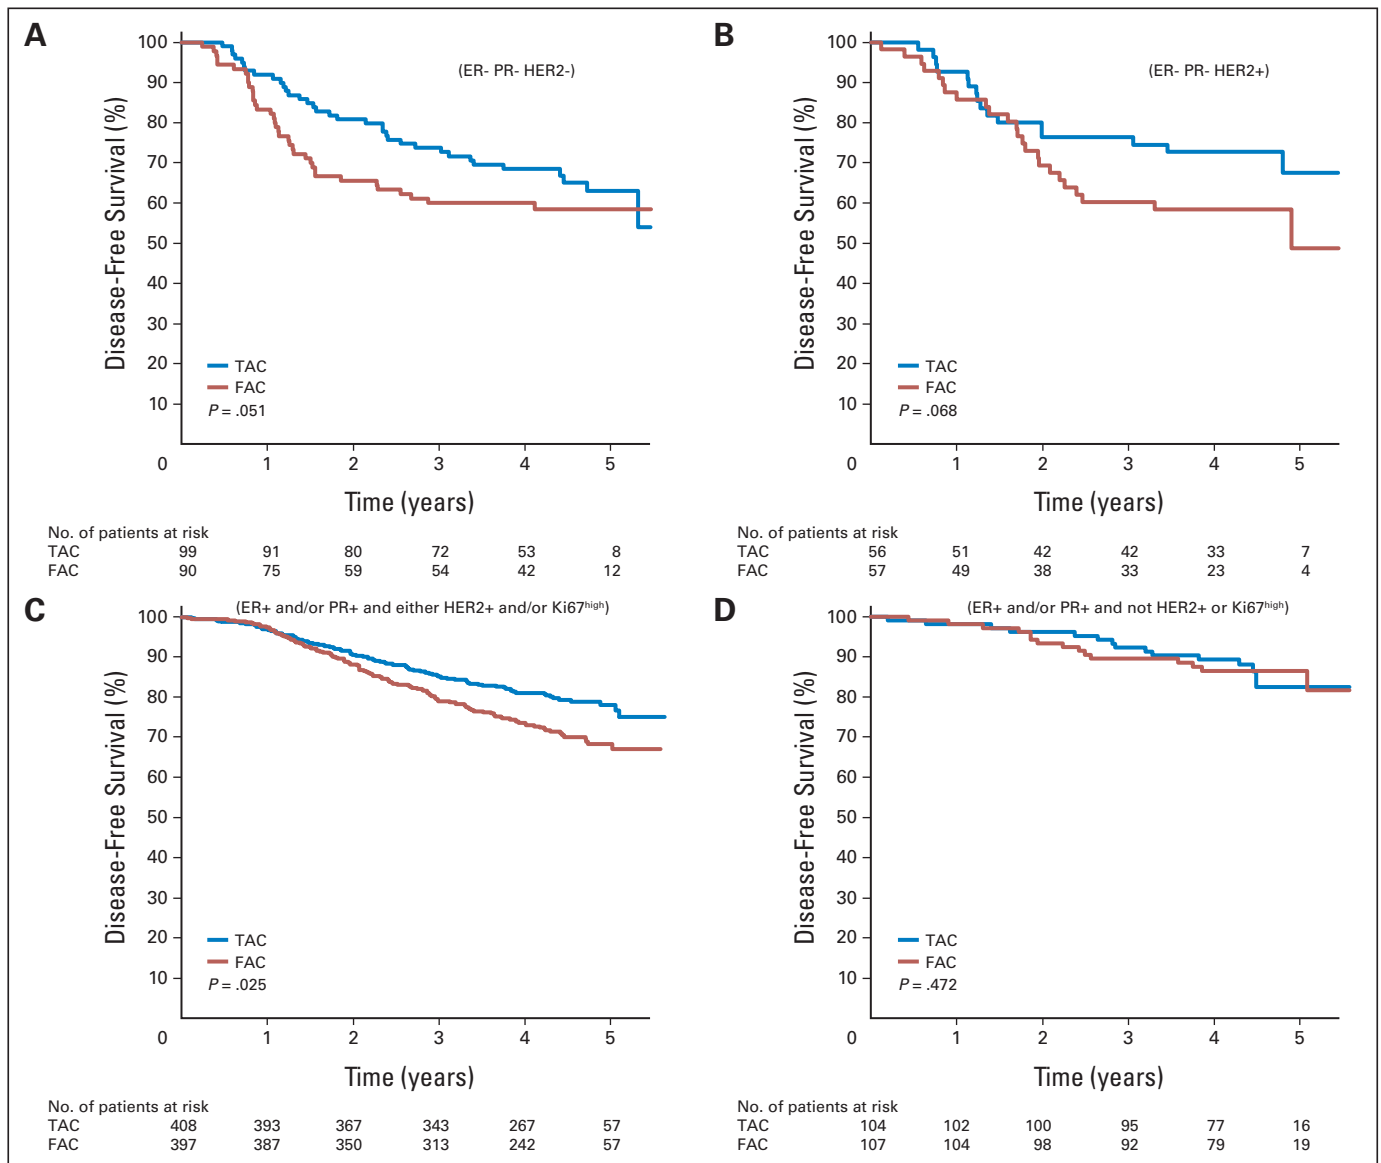 A
(ER- PR- HER2-)
Disease-Free Survival (%)
100
90
80
70
60
50
40
30
20
10
TAC
FAC
P = .051
0 1 2 3 4 5
Time (years)
No. of patients at risk
TAC 99 91 80 72 53 8
FAC 90 75 59 54 42 12
B
(ER- PR- HER2+)
Disease-Free Survival (%)
100
90
80
70
60
50
40
30
20
10
TAC
FAC
P = .068
0 1 2 3 4 5
Time (years)
No. of patients at risk
TAC 56 51 42 42 33 7
FAC 57 49 38 33 23 4
C
(ER+ and/or PR+ and either HER2+ and/or Ki67high)
Disease-Free Survival (%)
100
90
80
70
60
50
40
30
20
10
TAC
FAC
P = .025
0 1 2 3 4 5
Time (years)
No. of patients at risk
TAC 408 393 367 343 267 57
FAC 397 387 350 313 242 57
D
(ER+ and/or PR+ and not HER2+ or Ki67high)
Disease-Free Survival (%)
100
90
80
70
60
50
40
30
20
10
TAC
FAC
P = .472
0 1 2 3 4 5
Time (years)
No. of patients at risk
TAC 104 102 100 95 77 16
FAC 107 104 98 92 79 19